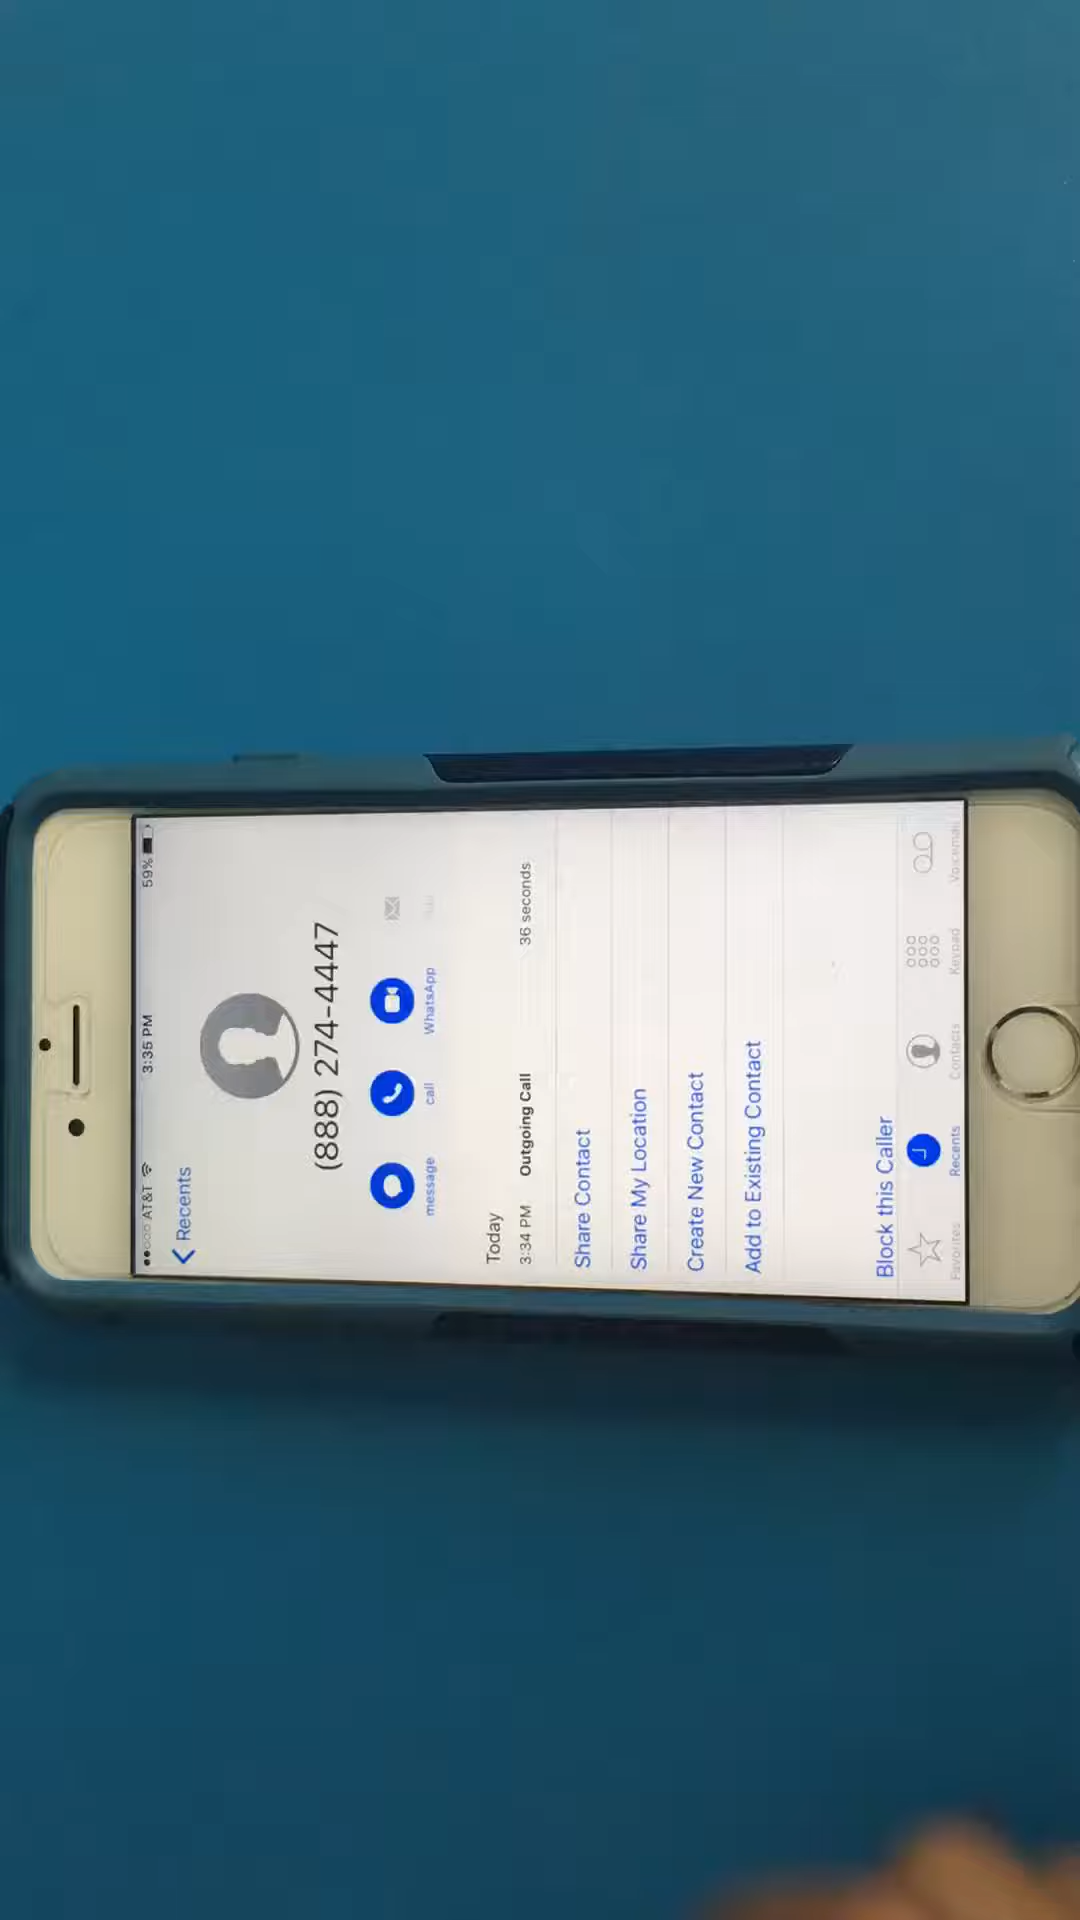 AT&T 3:35 PM 59%
Recents
(888) 274-4447
message call WhatsApp
Today
3:34 PM Outgoing Call 36 seconds
Share Contact
Share My Location
Create New Contact
Add to Existing Contact
Block this Caller
Favorites Recents Contacts Keypad Voicemail